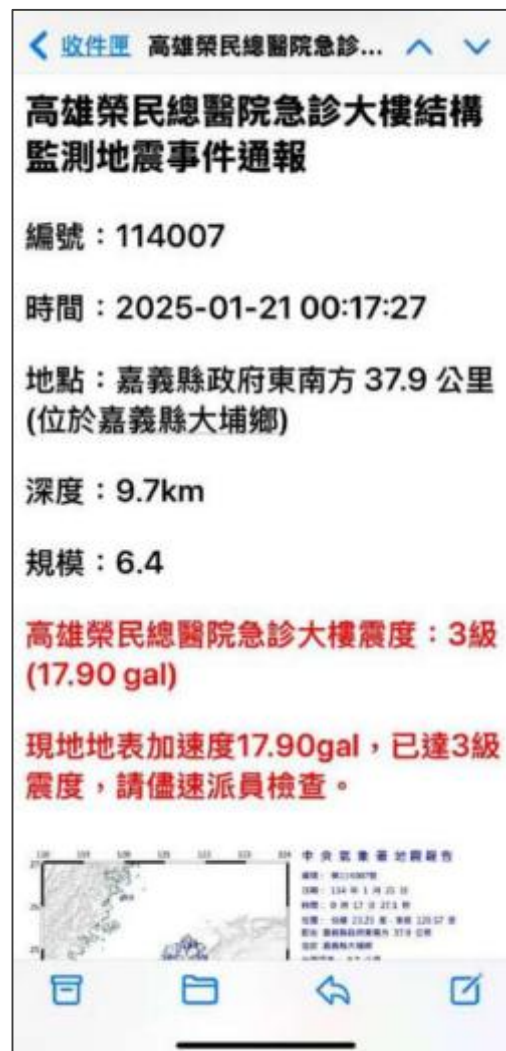 收件匣 高雄榮民總醫院急診...
高雄榮民總醫院急診大樓結構
監測地震事件通報
編號：114007
時間：2025-01-21 00:17:27
地點：嘉義縣政府東南方 37.9 公里
(位於嘉義縣大埔鄉)
深度：9.7km
規模：6.4
高雄榮民總醫院急診大樓震度：3級
(17.90 gal)
現地地表加速度17.90gal，已達3級
震度，請儘速派員檢查。
中央氣象署地震報告